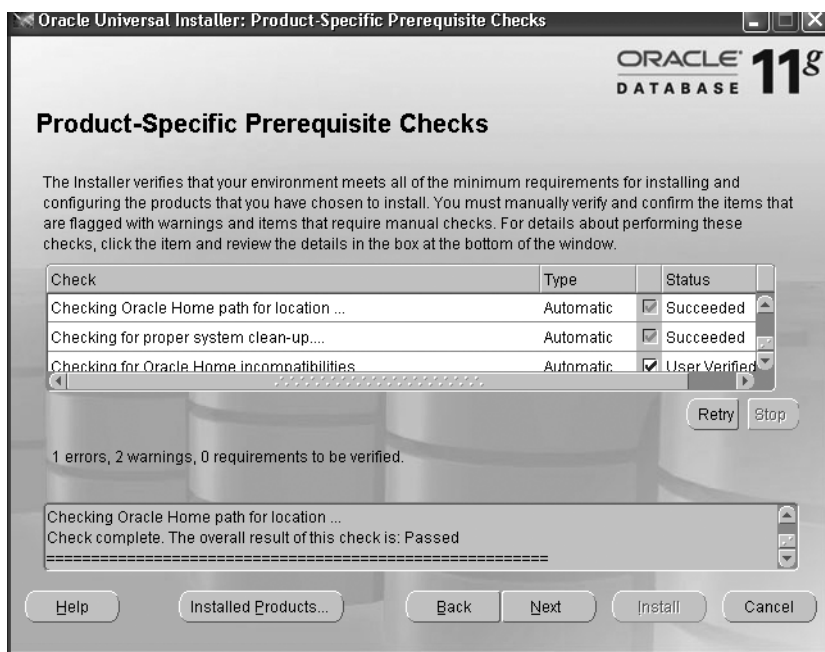 Oracle Universal Installer: Product-Specific Prerequisite Checks
ORACLE
DATABASE 11g
Product-Specific Prerequisite Checks
The Installer verifies that your environment meets all of the minimum requirements for installing and
configuring the products that you have chosen to install. You must manually verify and confirm the items that
are flagged with warnings and items that require manual checks. For details about performing these
checks, click the item and review the details in the box at the bottom of the window.
Check Type Status
Checking Oracle Home path for location ... Automatic Succeeded
Checking for proper system clean-up.... Automatic Succeeded
Checking for Oracle Home incompatibilities Automatic User Verified
Retry Stop
1 errors, 2 warnings, 0 requirements to be verified.
Checking Oracle Home path for location ...
Check complete. The overall result of this check is: Passed
========================================================
Help Installed Products... Back Next Install Cancel